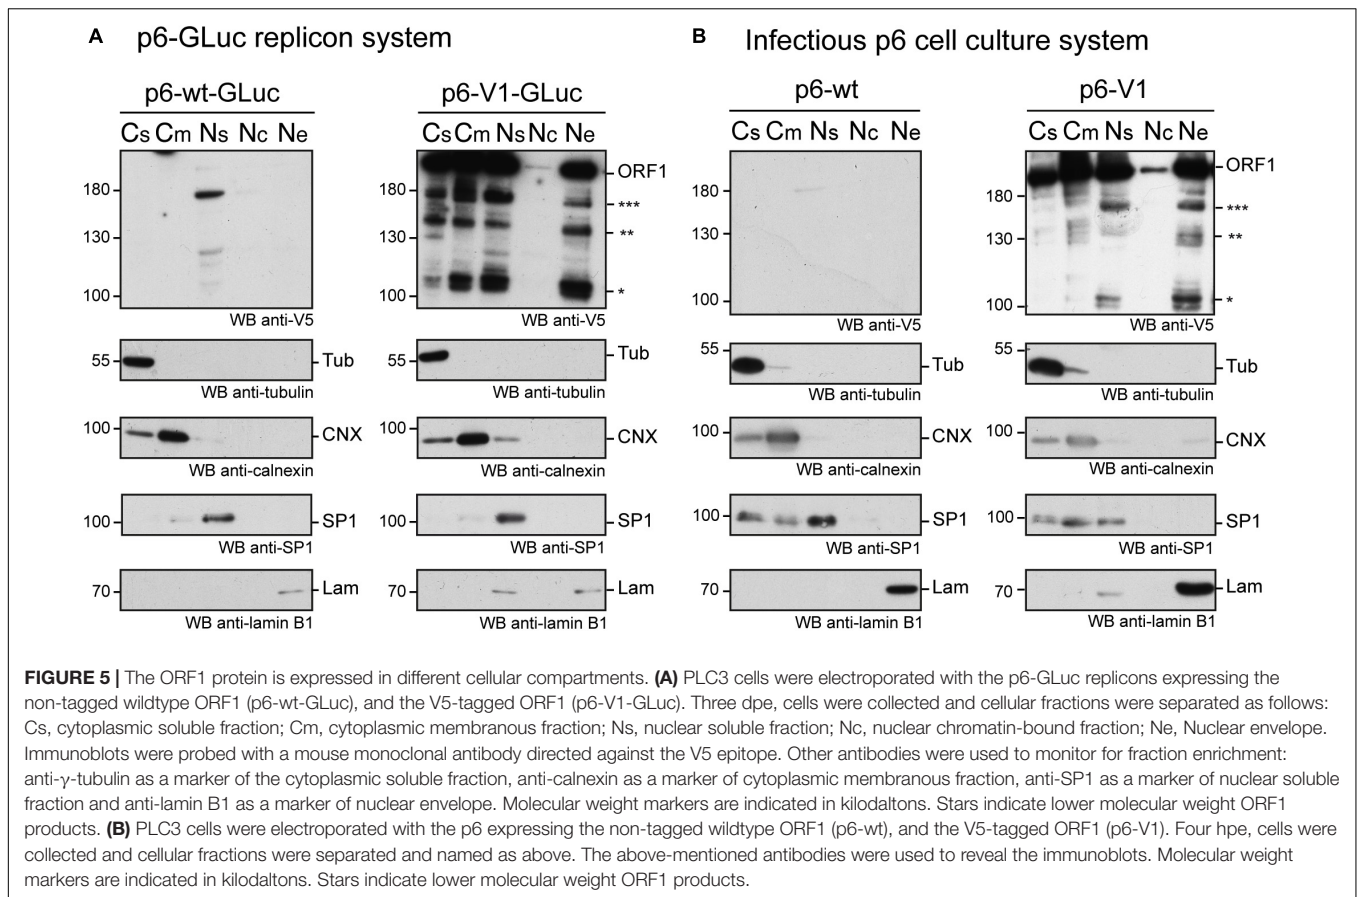 A p6-GLuc replicon system
B Infectious p6 cell culture system
p6-wt-GLuc
p6-V1-GLuc
p6-wt
p6-V1
Cs Cm Ns Nc Ne
Cs Cm Ns Nc Ne
Cs Cm Ns Nc Ne
Cs Cm Ns Nc Ne
180
130
100
WB anti-V5
180
130
100
ORF1
***
**
*
WB anti-V5
180
130
100
WB anti-V5
180
130
100
ORF1
***
**
*
WB anti-V5
55 Tub
WB anti-tubulin
55 Tub
WB anti-tubulin
55 Tub
WB anti-tubulin
55 Tub
WB anti-tubulin
100 CNX
WB anti-calnexin
100 CNX
WB anti-calnexin
100 CNX
WB anti-calnexin
100 CNX
WB anti-calnexin
100 SP1
WB anti-SP1
100 SP1
WB anti-SP1
100 SP1
WB anti-SP1
100 SP1
WB anti-SP1
70 Lam
WB anti-lamin B1
70 Lam
WB anti-lamin B1
70 Lam
WB anti-lamin B1
70 Lam
WB anti-lamin B1
FIGURE 5 | The ORF1 protein is expressed in different cellular compartments. (A) PLC3 cells were electroporated with the p6-GLuc replicons expressing the
non-tagged wildtype ORF1 (p6-wt-GLuc), and the V5-tagged ORF1 (p6-V1-GLuc). Three dpe, cells were collected and cellular fractions were separated as follows:
Cs, cytoplasmic soluble fraction; Cm, cytoplasmic membranous fraction; Ns, nuclear soluble fraction; Nc, nuclear chromatin-bound fraction; Ne, Nuclear envelope.
Immunoblots were probed with a mouse monoclonal antibody directed against the V5 epitope. Other antibodies were used to monitor for fraction enrichment:
anti-γ-tubulin as a marker of the cytoplasmic soluble fraction, anti-calnexin as a marker of cytoplasmic membranous fraction, anti-SP1 as a marker of nuclear soluble
fraction and anti-lamin B1 as a marker of nuclear envelope. Molecular weight markers are indicated in kilodaltons. Stars indicate lower molecular weight ORF1
products. (B) PLC3 cells were electroporated with the p6 expressing the non-tagged wildtype ORF1 (p6-wt), and the V5-tagged ORF1 (p6-V1). Four hpe, cells were
collected and cellular fractions were separated and named as above. The above-mentioned antibodies were used to reveal the immunoblots. Molecular weight
markers are indicated in kilodaltons. Stars indicate lower molecular weight ORF1 products.